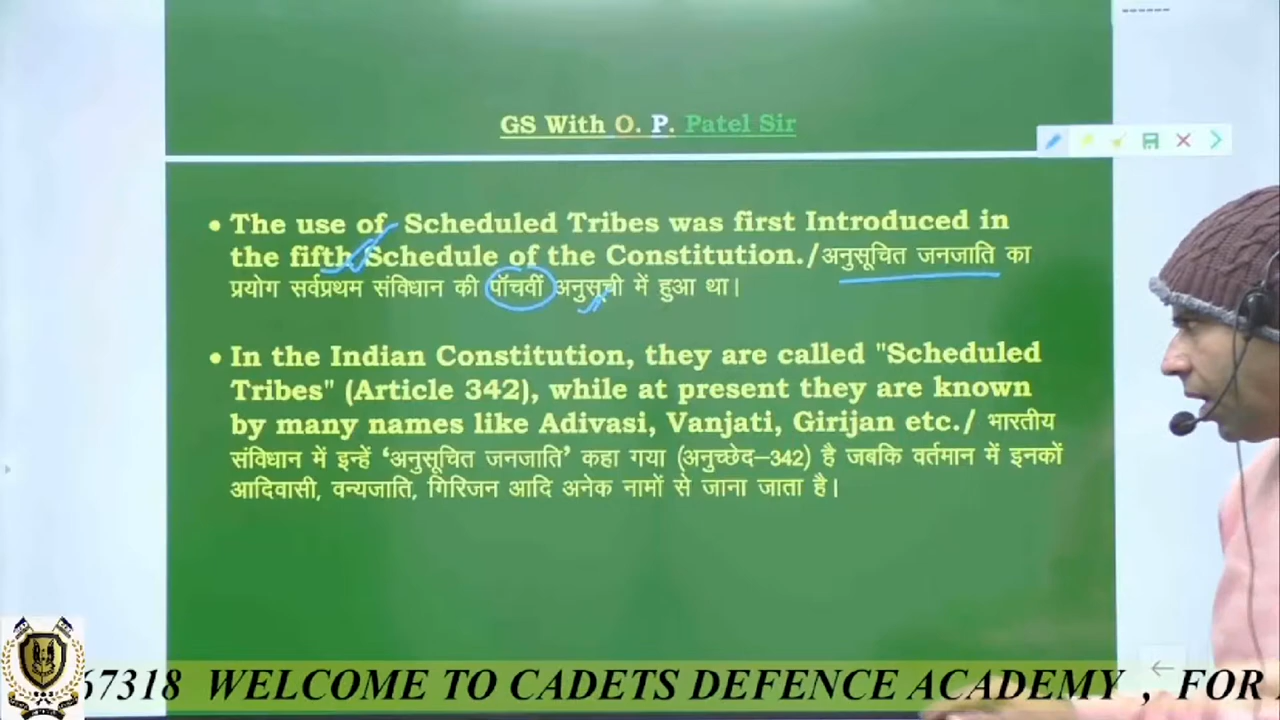 GS With O. P. Patel Sir
• The use of Scheduled Tribes was first Introduced in
the fifth Schedule of the Constitution./अनुसूचित जनजाति का
प्रयोग सर्वप्रथम संविधान की पॉचवीं अनुसूची में हुआ था।
• In the Indian Constitution, they are called "Scheduled
Tribes" (Article 342), while at present they are known
by many names like Adivasi, Vanjati, Girijan etc./ भारतीय
संविधान में इन्हें ‘अनुसूचित जनजाति’ कहा गया (अनुच्छेद–342) है जबकि वर्तमान में इनकों
आदिवासी, वन्यजाति, गिरिजन आदि अनेक नामों से जाना जाता है।
67318 WELCOME TO CADETS DEFENCE ACADEMY , FOR